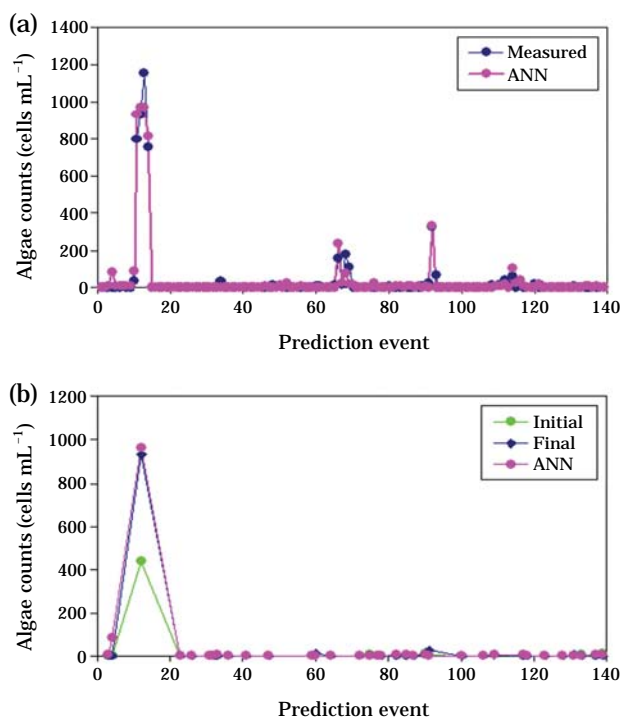 (a)
1400
1200
1000
800
600
400
200
0
Algae counts (cells mL⁻¹)
Measured
ANN
0 20 40 60 80 100 120 140
Prediction event
(b)
1200
1000
800
600
400
200
0
Algae counts (cells mL⁻¹)
Initial
Final
ANN
0 20 40 60 80 100 120 140
Prediction event